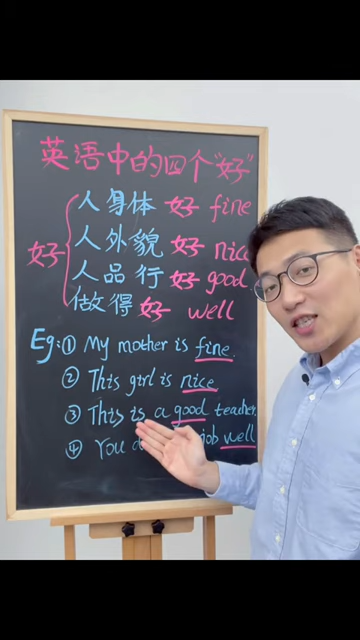 英语中的四个“好”
人身体 好 fine
人外貌 好 nice
好
人品行 好 good
做得好 well
Eg: ① My mother is fine.
② This girl is nice
③ This is a good teacher.
④ You job well